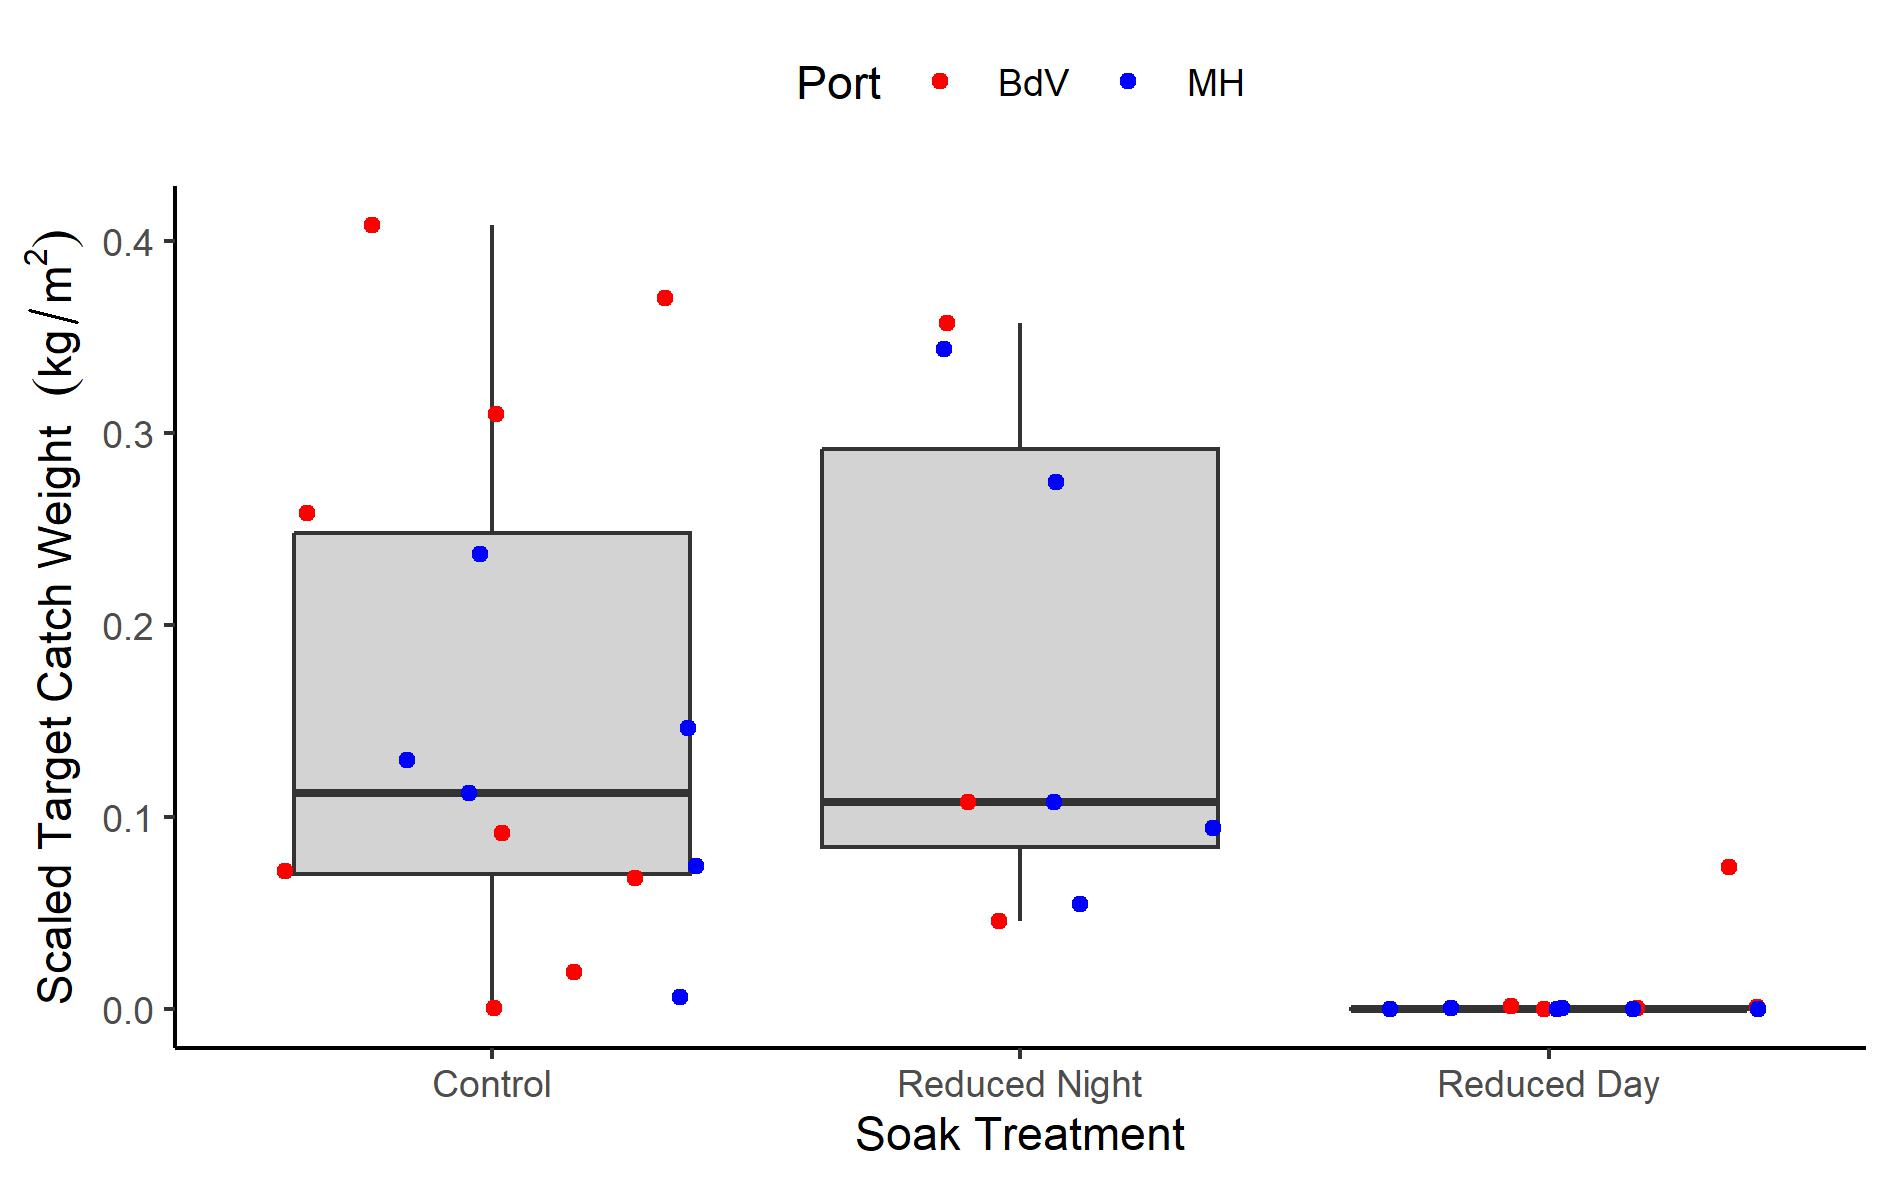 Port BdV MH
Scaled Target Catch Weight (kg/m²)
0.4
0.3
0.2
0.1
0.0
Control Reduced Night Reduced Day
Soak Treatment